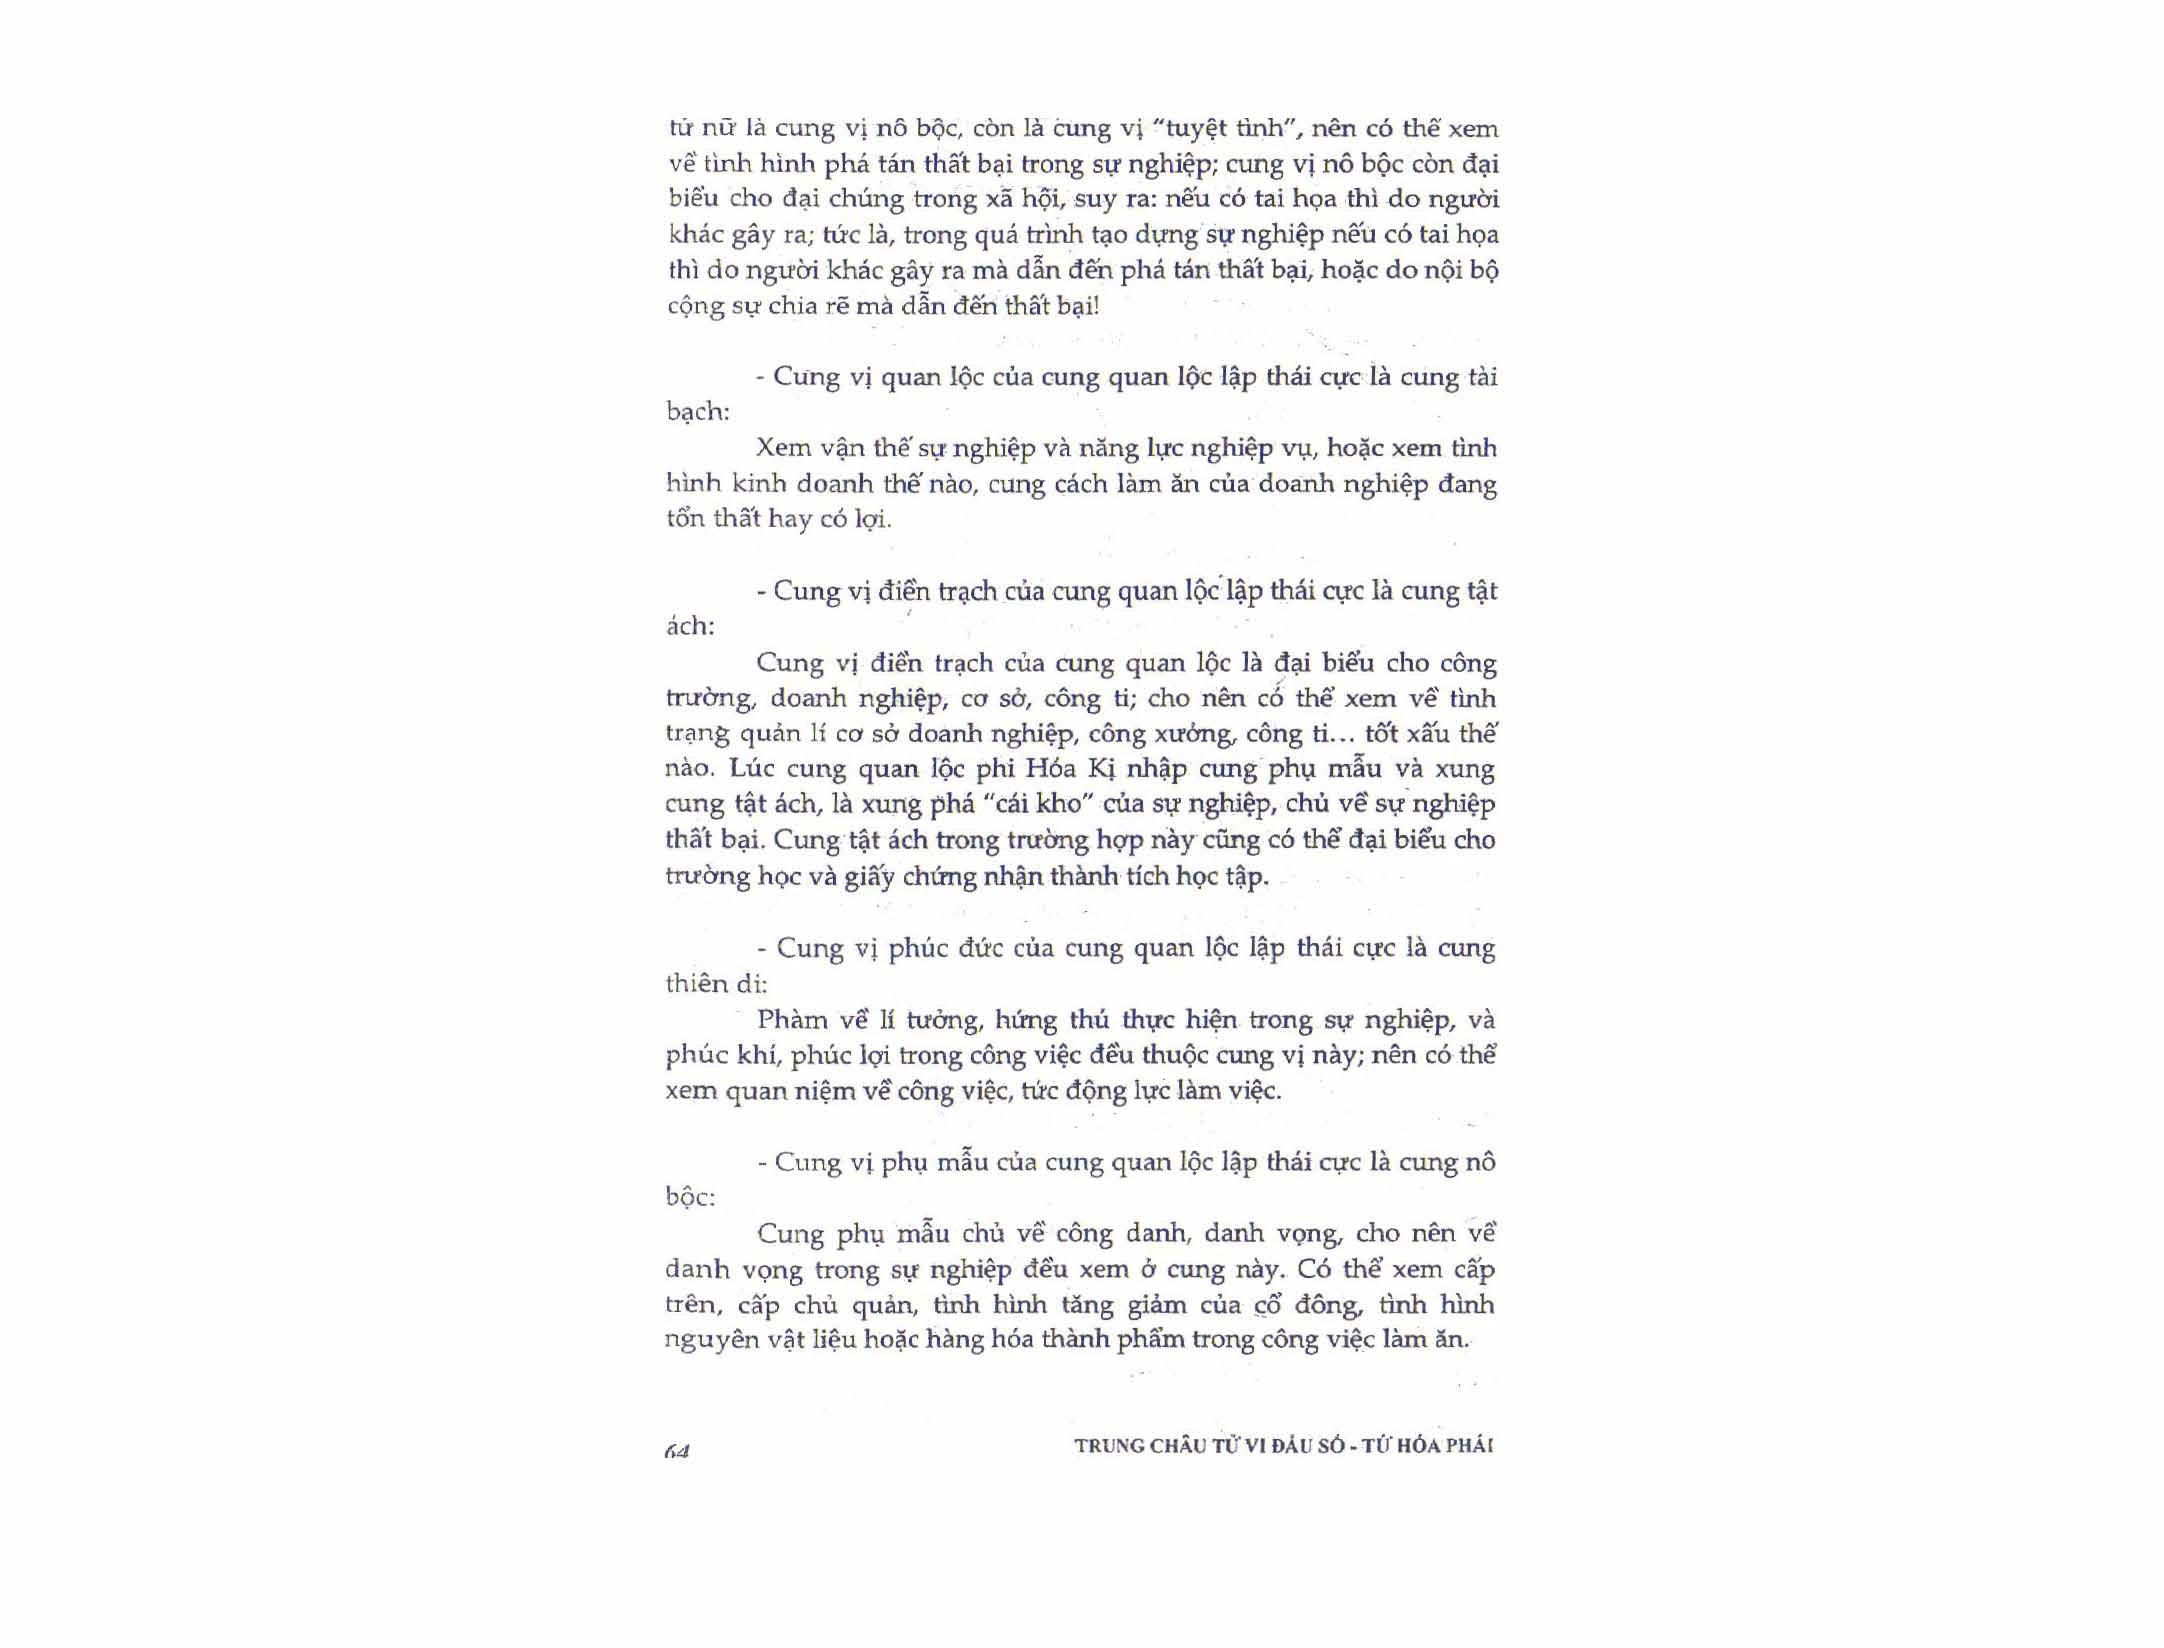 tử nữ là cung vị nô bộc, còn là cung vị "tuyệt tình", nên có thể xem
về tình hình phá tán thất bại trong sự nghiệp; cung vị nô bộc còn đại
biểu cho đại chúng trong xã hội, suy ra: nếu có tai họa thì do người
khác gây ra; tức là, trong quá trình tạo dựng sự nghiệp nếu có tai họa
thì do người khác gây ra mà dẫn đến phá tán thất bại, hoặc do nội bộ
cộng sự chia rẽ mà dẫn đến thất bại!
- Cung vị quan lộc của cung quan lộc lập thái cực là cung tài
bạch:
Xem vận thế sự nghiệp và năng lực nghiệp vụ, hoặc xem tình
hình kinh doanh thế nào, cung cách làm ăn của doanh nghiệp đang
tổn thất hay có lợi.
- Cung vị điền trạch của cung quan lộc lập thái cực là cung tật
ách:
Cung vị điền trạch của cung quan lộc là đại biểu cho công
trường, doanh nghiệp, cơ sở, công ti; cho nên có thể xem về tình
trạng quản lí cơ sở doanh nghiệp, công xưởng, công ti... tốt xấu thế
nào. Lúc cung quan lộc phi Hóa Kị nhập cung phụ mẫu và xung
cung tật ách, là xung phá "cái kho" của sự nghiệp, chủ về sự nghiệp
thất bại. Cung tật ách trong trường hợp này cũng có thể đại biểu cho
trường học và giấy chứng nhận thành tích học tập.
- Cung vị phúc đức của cung quan lộc lập thái cực là cung
thiên di:
Phàm về lí tưởng, hứng thú thực hiện trong sự nghiệp, và
phúc khí, phúc lợi trong công việc đều thuộc cung vị này; nên có thể
xem quan niệm về công việc, tức động lực làm việc.
- Cung vị phụ mẫu của cung quan lộc lập thái cực là cung nô
bộc:
Cung phụ mẫu chủ về công danh, danh vọng, cho nên về
danh vọng trong sự nghiệp đều xem ở cung này. Có thể xem cấp
trên, cấp chủ quản, tình hình tăng giảm của cổ đông, tình hình
nguyên vật liệu hoặc hàng hóa thành phẩm trong công việc làm ăn.
64 TRUNG CHÂU TỬ VI ĐẨU SỐ - TỨ HÓA PHÁI